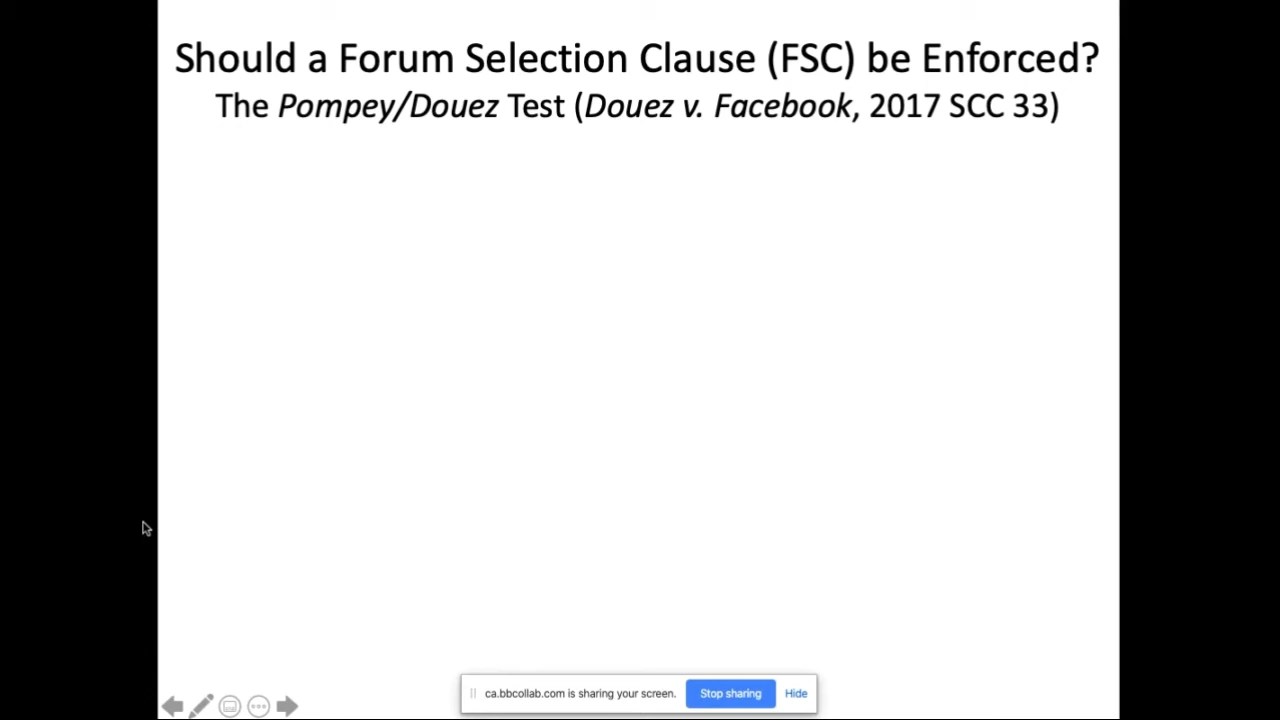 Should a Forum Selection Clause (FSC) be Enforced?
The Pompey/Douez Test (Douez v. Facebook, 2017 SCC 33)
ca.bbcollab.com is sharing your screen. Stop sharing Hide